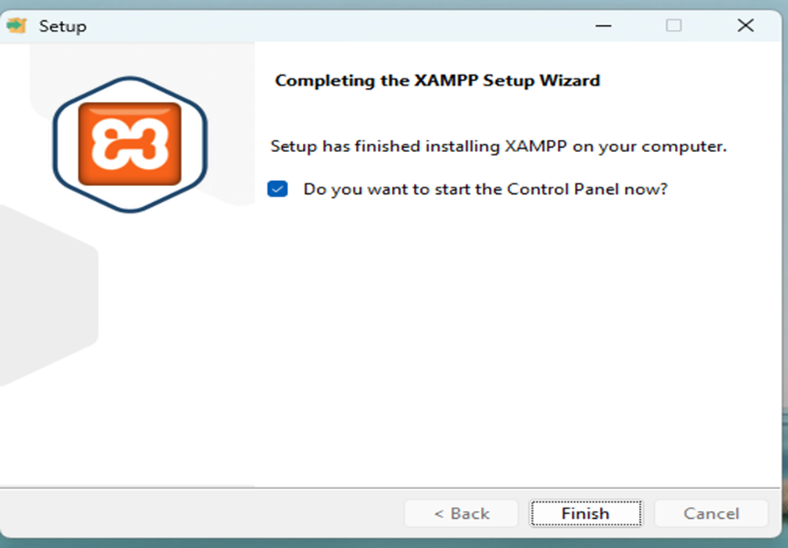 Setup
Completing the XAMPP Setup Wizard
Setup has finished installing XAMPP on your computer.
Do you want to start the Control Panel now?
< Back
Finish
Cancel